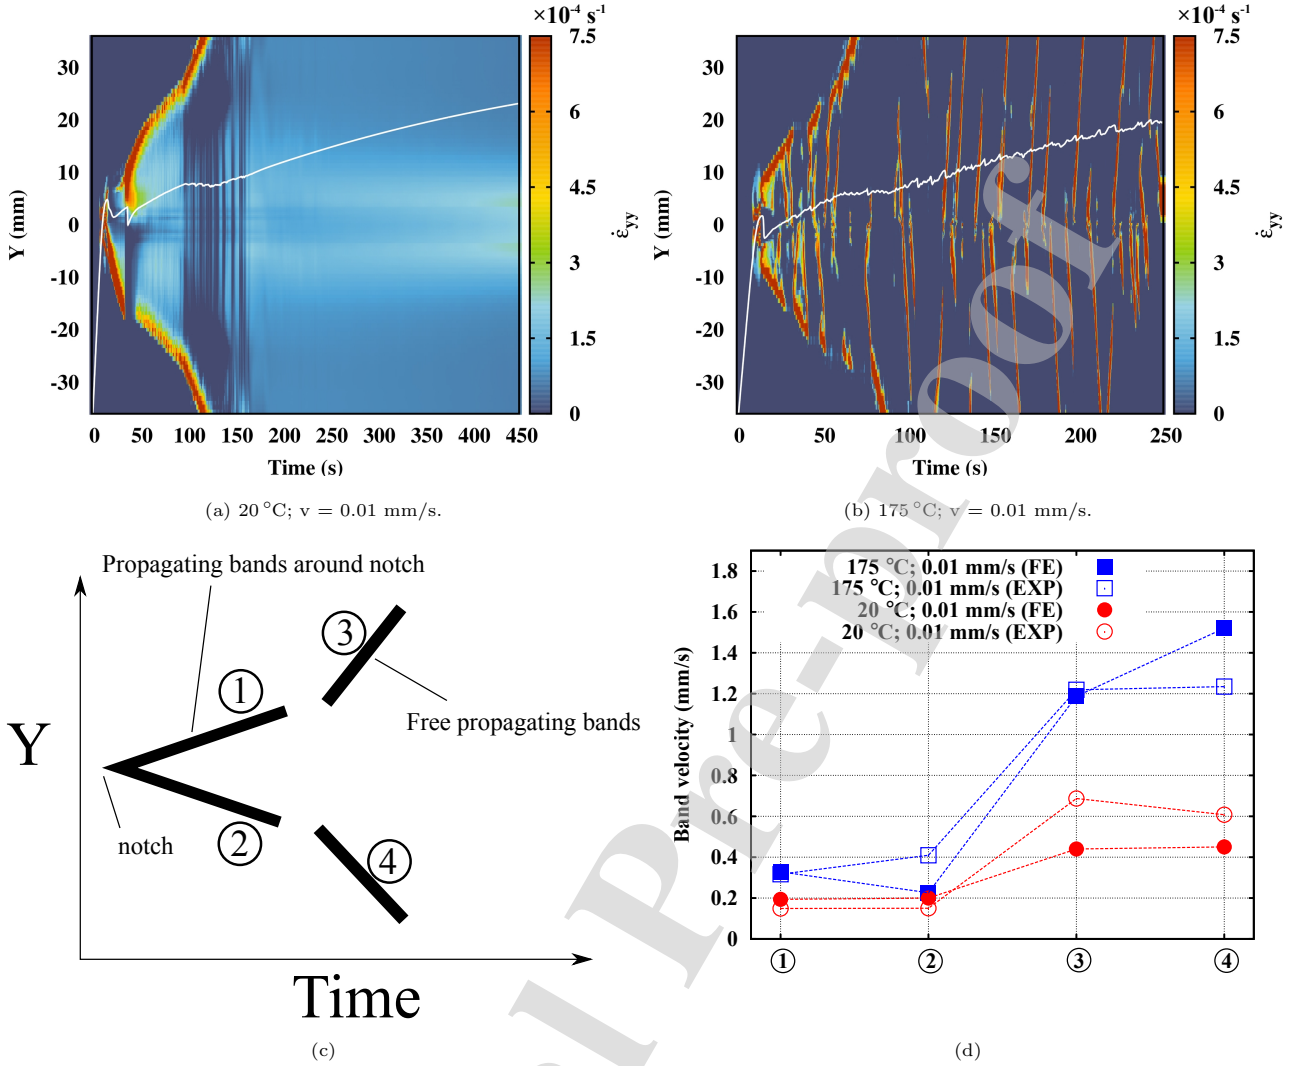 ×10⁻⁴ s⁻¹
7.5
6
4.5
3
1.5
0
ε̇yy
30
20
10
0
-10
-20
-30
Y (mm)
0 50 100 150 200 250 300 350 400 450
Time (s)
(a) 20 °C; v = 0.01 mm/s.
×10⁻⁴ s⁻¹
7.5
6
4.5
3
1.5
0
ε̇yy
30
20
10
0
-10
-20
-30
Y (mm)
0 50 100 150 200 250
Time (s)
(b) 175 °C; v = 0.01 mm/s.
Propagating bands around notch
3
1
Free propagating bands
Y
notch
2
4
Time
(c)
175 °C; 0.01 mm/s (FE)
175 °C; 0.01 mm/s (EXP)
20 °C; 0.01 mm/s (FE)
20 °C; 0.01 mm/s (EXP)
1.8
1.6
1.4
1.2
1
0.8
0.6
0.4
0.2
0
Band velocity (mm/s)
1 2 3 4
(d)
l Pre-proof